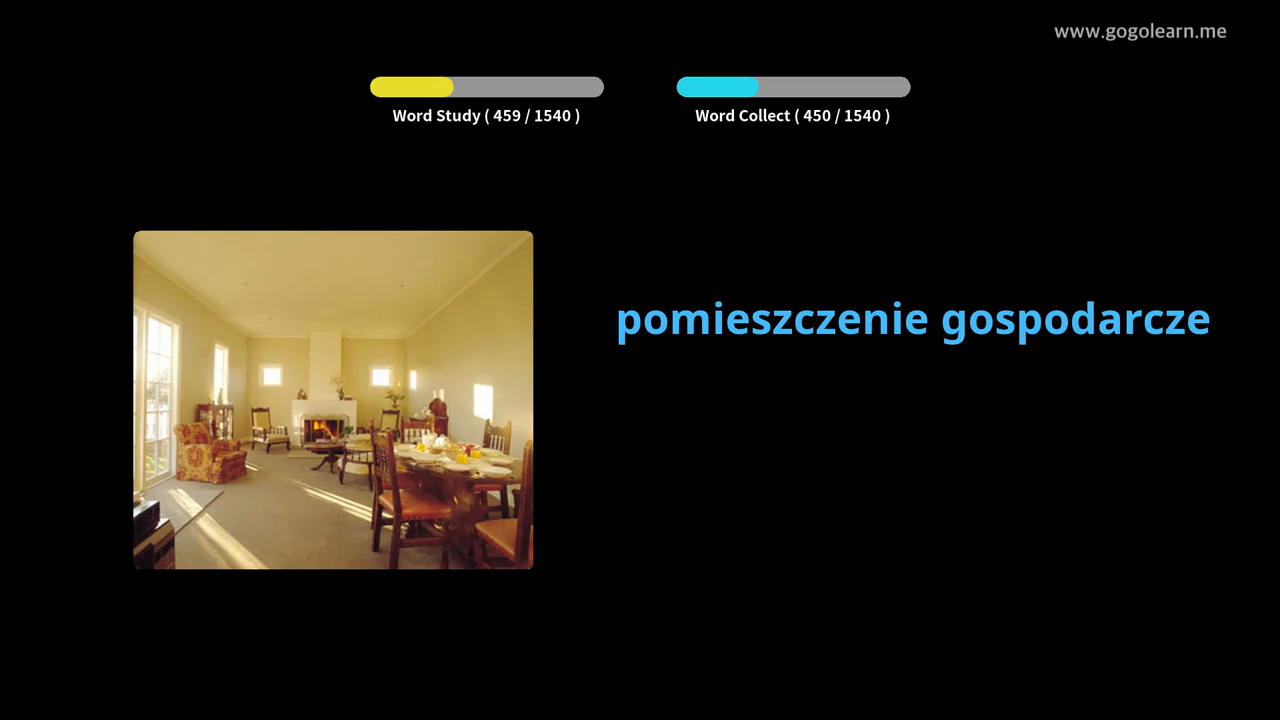 www.gogolearn.me
Word Study ( 459 / 1540 )
Word Collect ( 450 / 1540 )
pomieszczenie gospodarcze